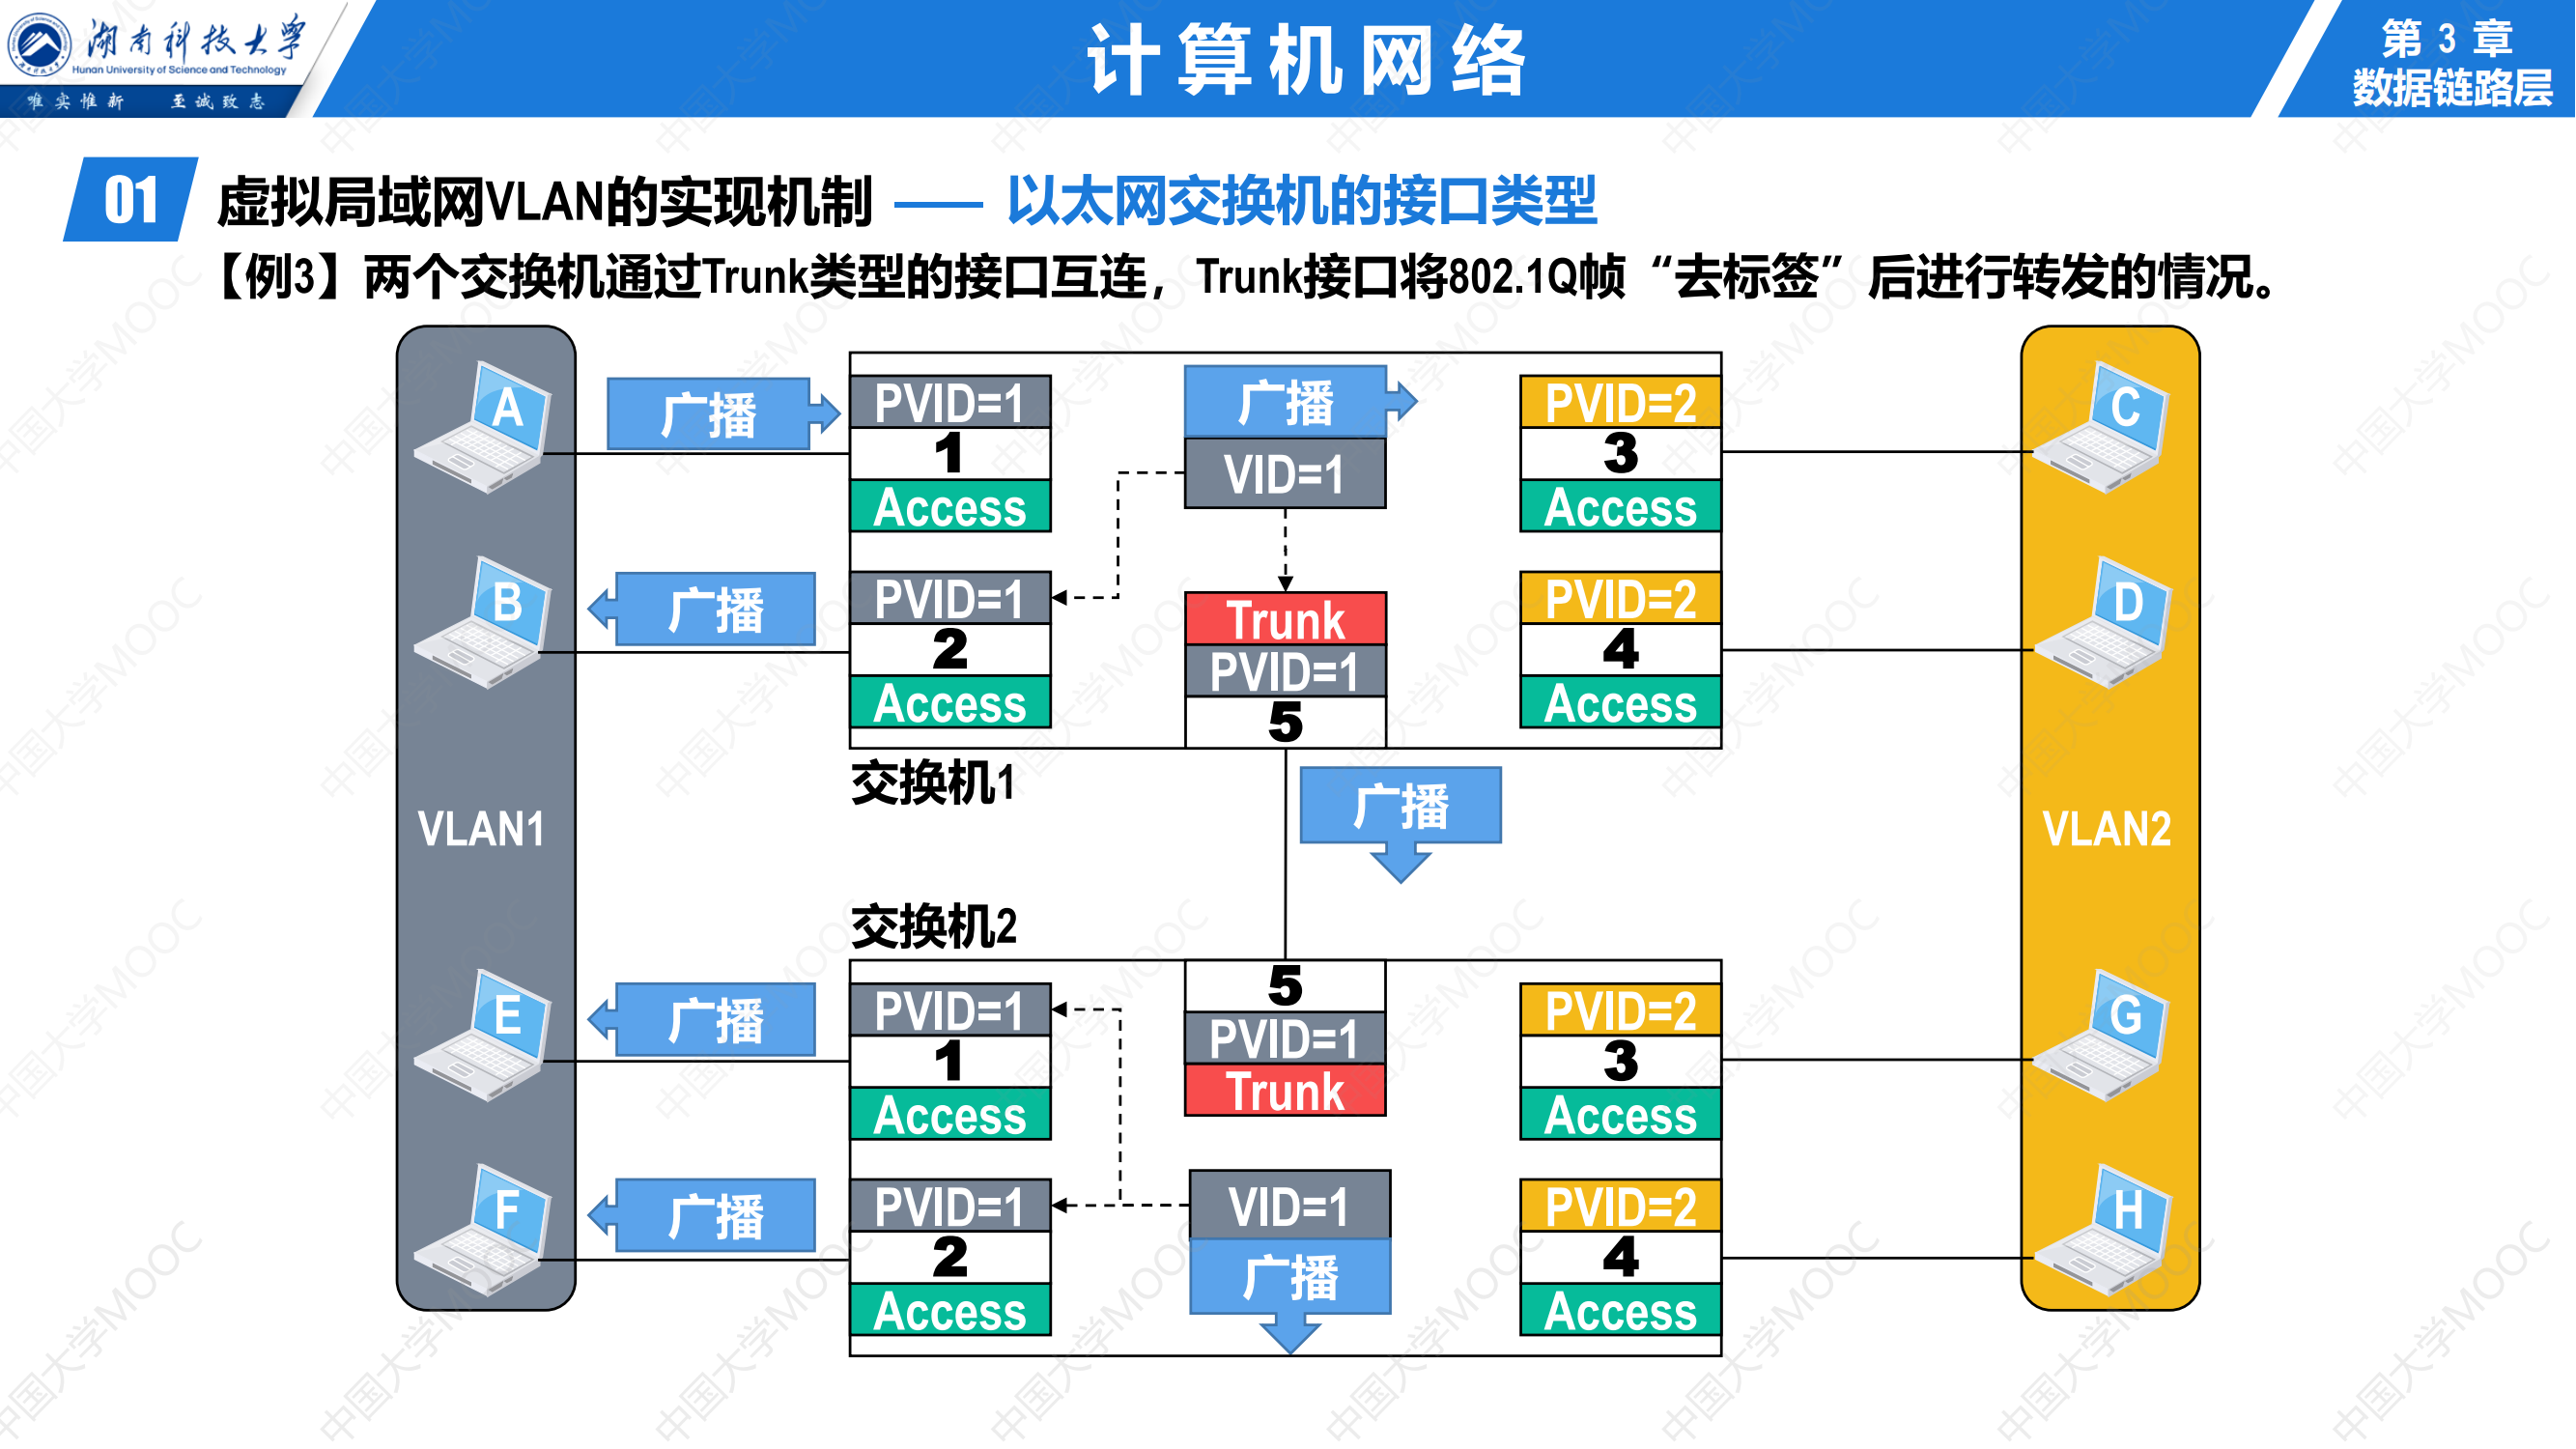 湖南科技大学
Hunan University of Science and Technology
唯实惟新 至诚致志
计算机网络
第 3 章
数据链路层
01 虚拟局域网VLAN的实现机制 —— 以太网交换机的接口类型
【例3】两个交换机通过Trunk类型的接口互连，Trunk接口将802.1Q帧“去标签”后进行转发的情况。
A
广播
PVID=1
1
Access
广播
VID=1
PVID=2
3
Access
C
B
广播
PVID=1
2
Access
Trunk
PVID=1
5
PVID=2
4
Access
D
交换机1
广播
VLAN1
VLAN2
交换机2
E
广播
PVID=1
1
Access
5
PVID=1
Trunk
PVID=2
3
Access
G
F
广播
PVID=1
2
Access
VID=1
广播
PVID=2
4
Access
H
中国大学MOOC